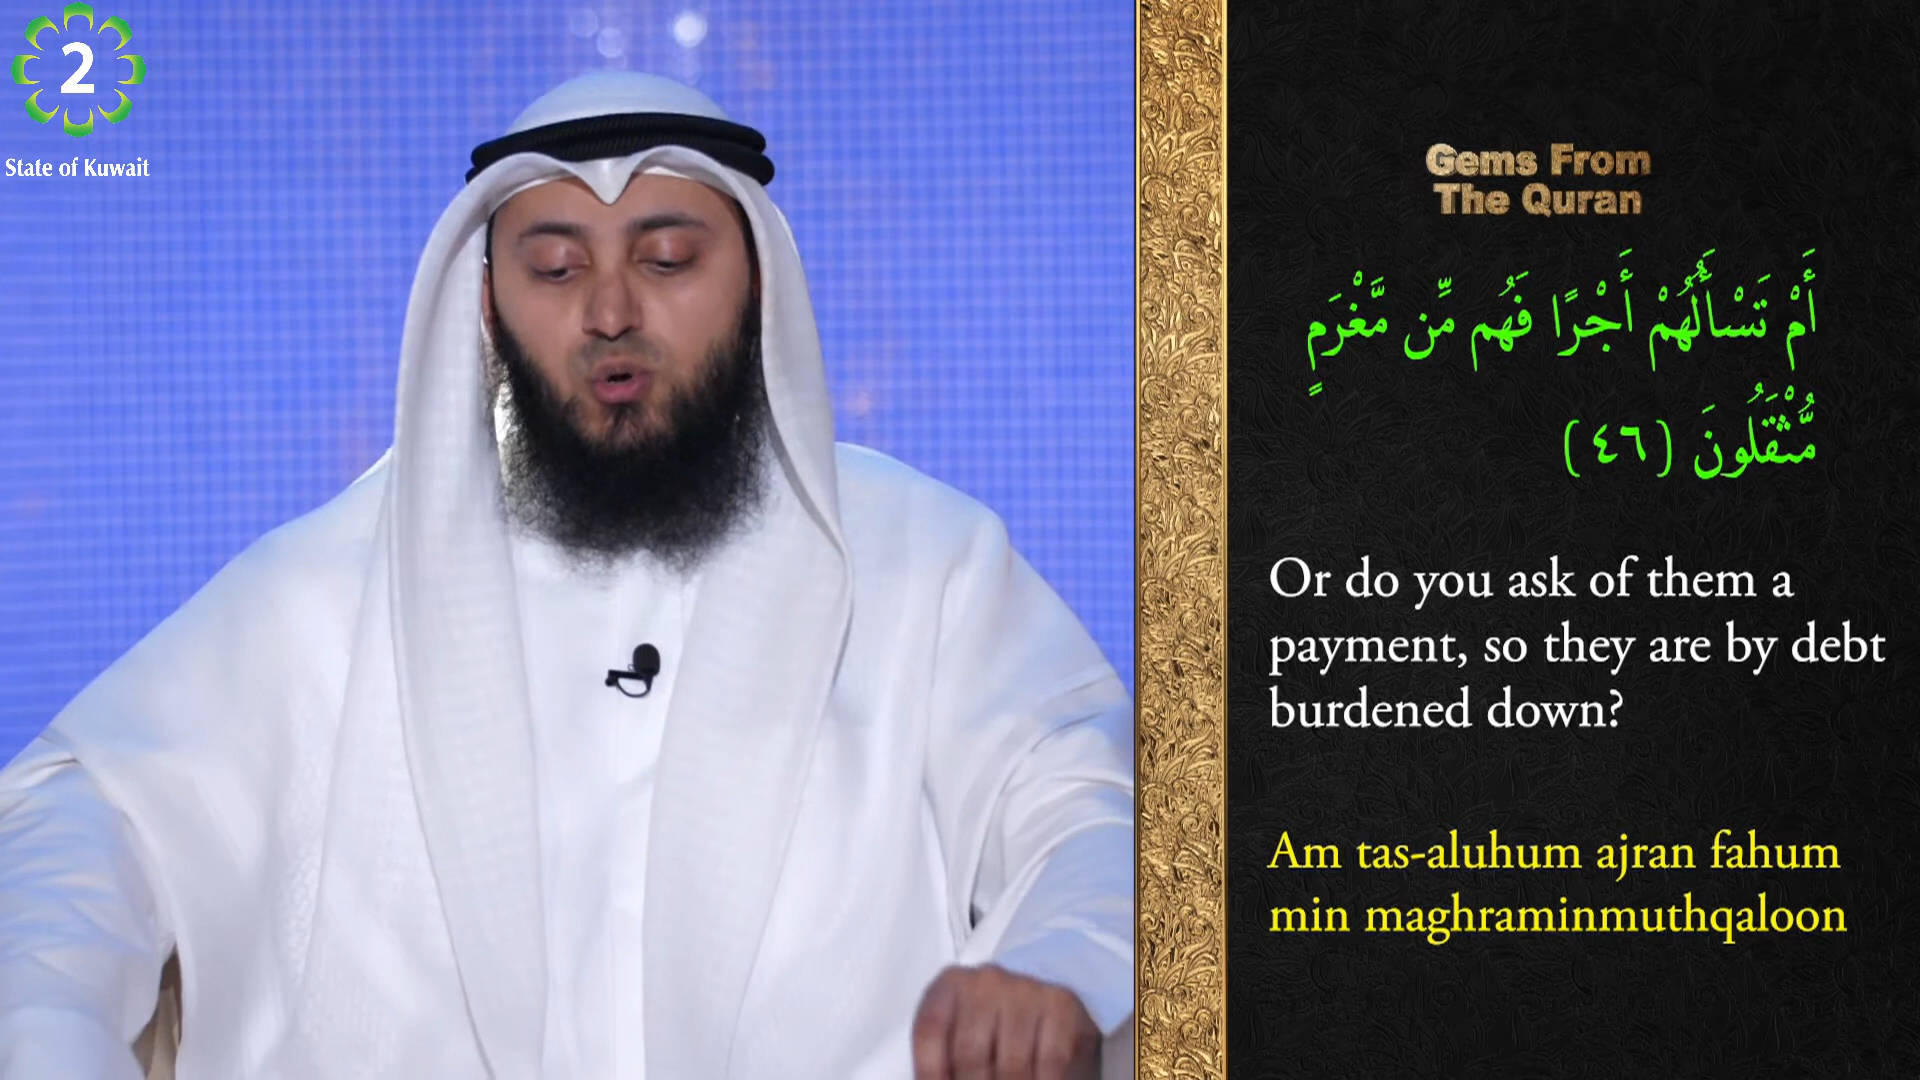 2
State of Kuwait
Gems From
The Quran
أَمْ تَسْأَلُهُمْ أَجْرًا فَهُم مِّن مَّغْرَمٍ
مُّثْقَلُونَ (٤٦)
Or do you ask of them a
payment, so they are by debt
burdened down?
Am tas-aluhum ajran fahum
min maghraminmuthqaloon